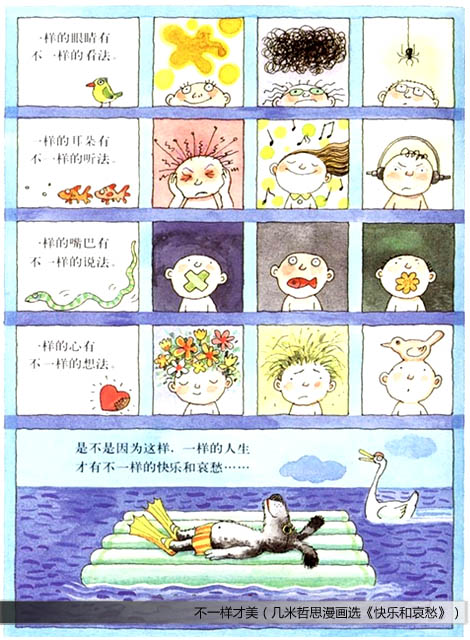 一样的眼睛有
不一样的看法。
一样的耳朵有
不一样的听法。
一样的嘴巴有
不一样的说法。
一样的心有
不一样的想法。
是不是因为这样，一样的人生
才有不一样的快乐和哀愁……
不一样才美（几米哲思漫画选《快乐和哀愁》）